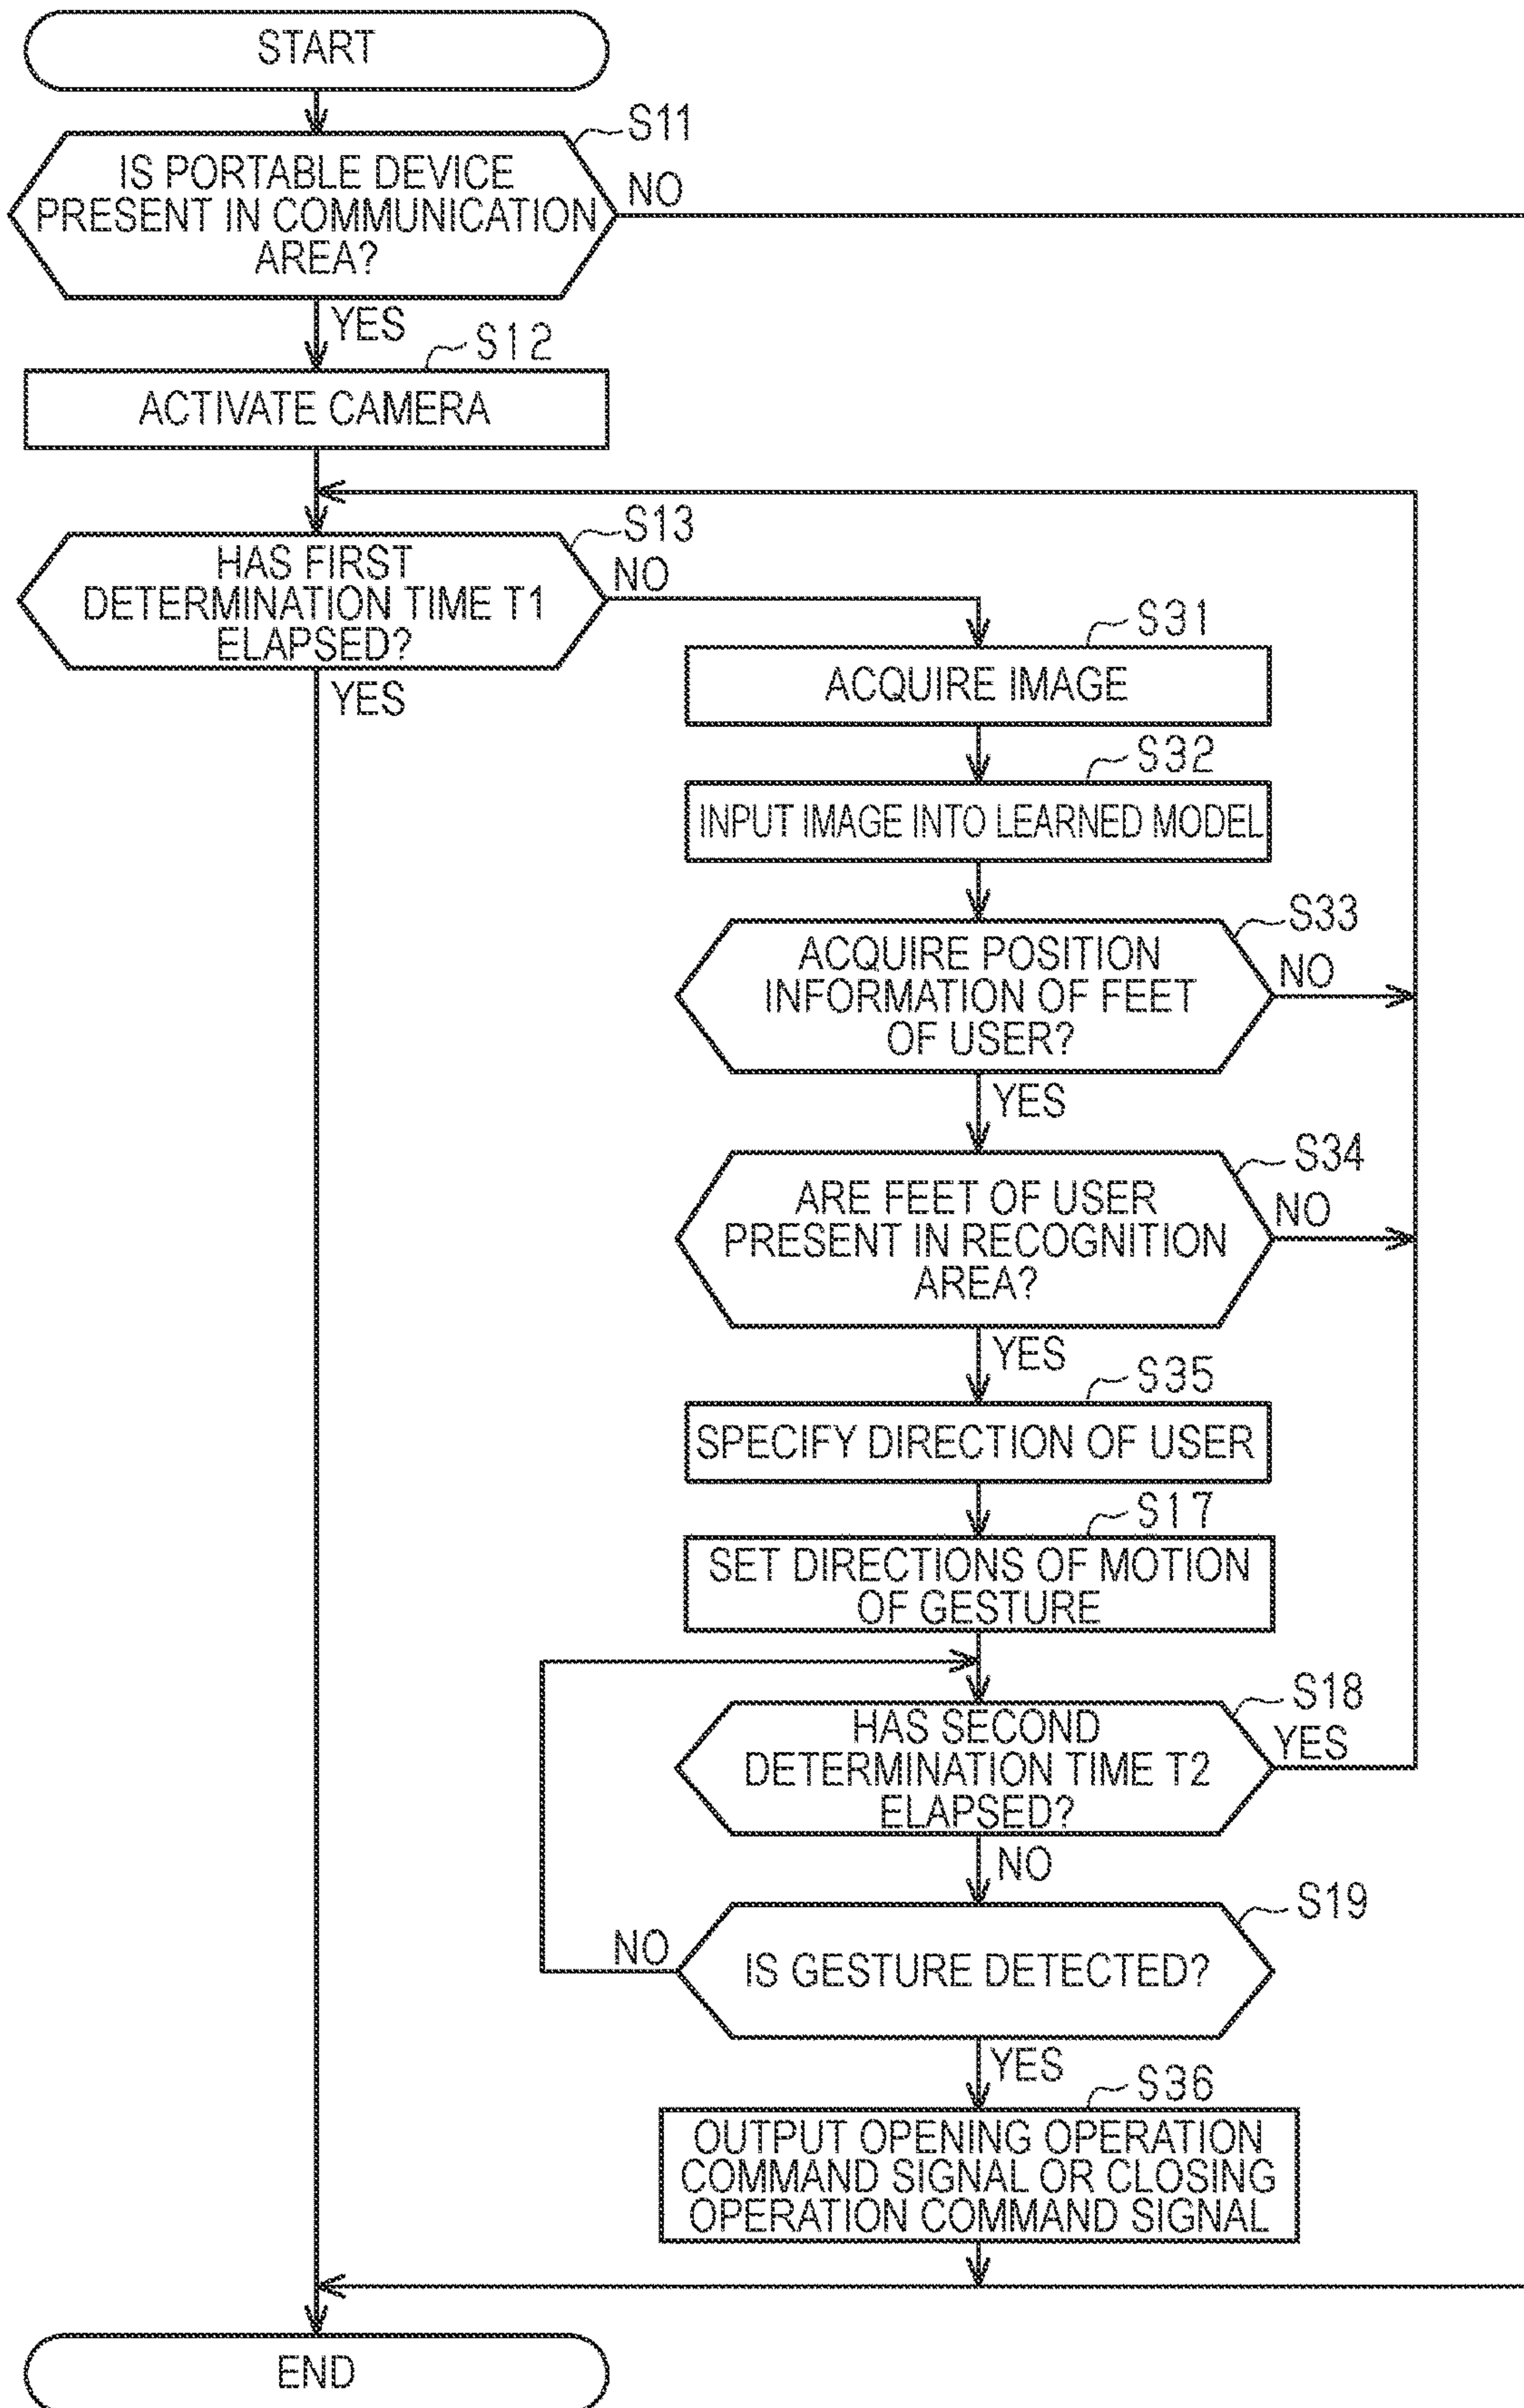 START
S11
IS PORTABLE DEVICE
PRESENT IN COMMUNICATION
AREA?
NO
YES
S12
ACTIVATE CAMERA
S13
HAS FIRST
DETERMINATION TIME T1
ELAPSED?
NO
YES
S31
ACQUIRE IMAGE
S32
INPUT IMAGE INTO LEARNED MODEL
S33
ACQUIRE POSITION
INFORMATION OF FEET
OF USER?
NO
YES
S34
ARE FEET OF USER
PRESENT IN RECOGNITION
AREA?
NO
YES
S35
SPECIFY DIRECTION OF USER
S17
SET DIRECTIONS OF MOTION
OF GESTURE
S18
HAS SECOND
DETERMINATION TIME T2
ELAPSED?
YES
NO
S19
IS GESTURE DETECTED?
NO
YES
S36
OUTPUT OPENING OPERATION
COMMAND SIGNAL OR CLOSING
OPERATION COMMAND SIGNAL
END